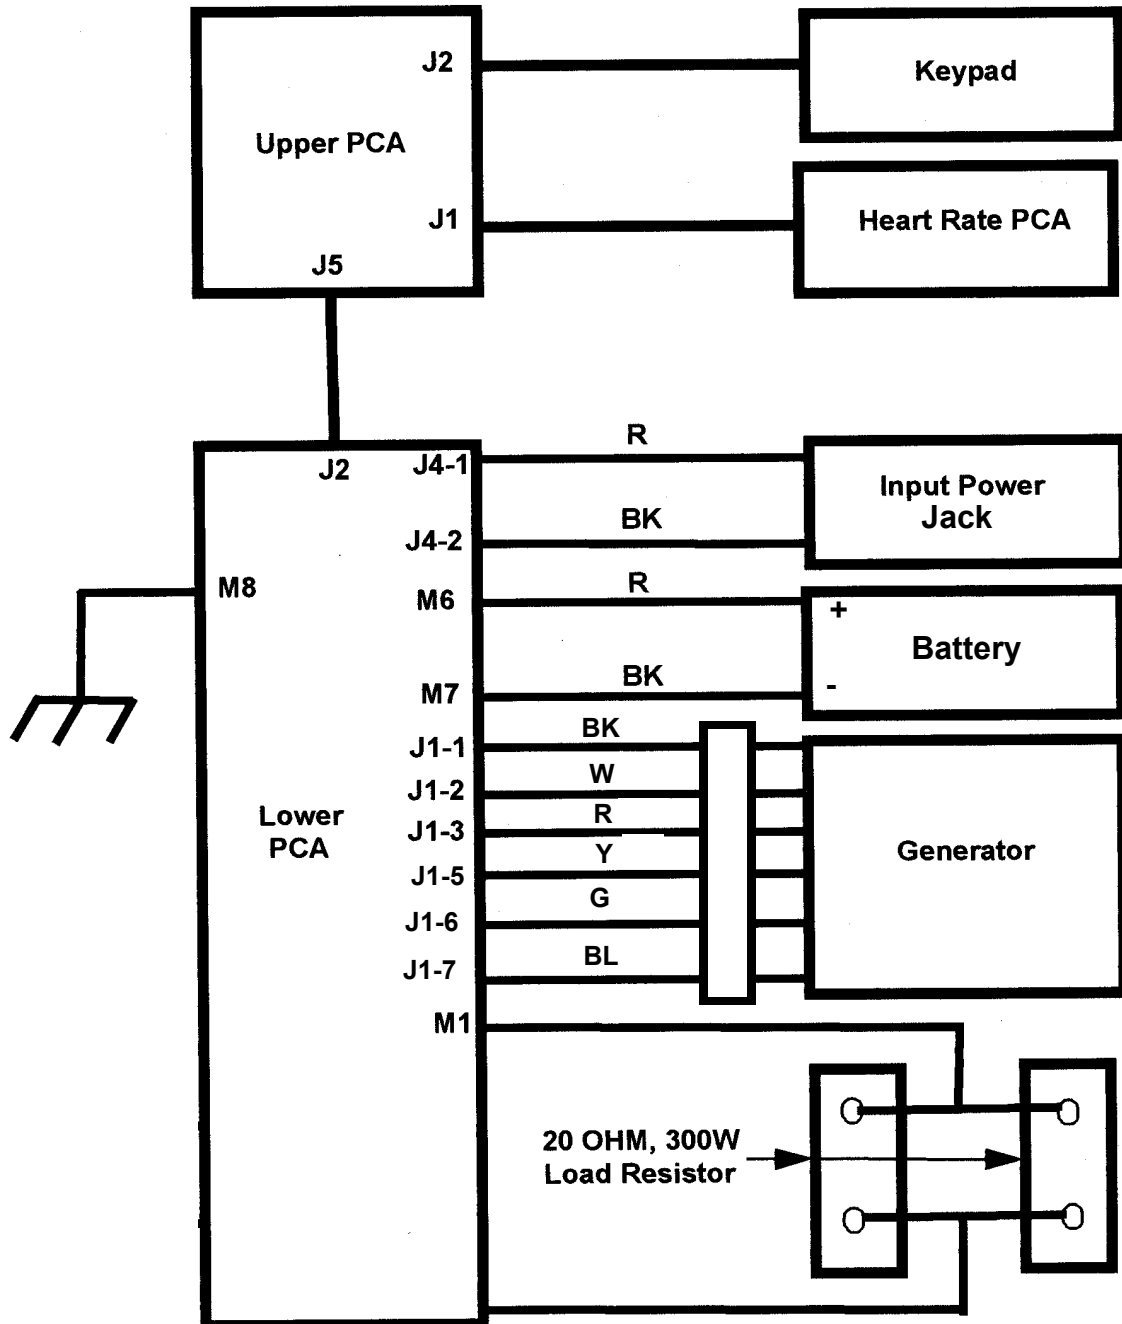 J2
Keypad
Upper PCA
J1
Heart Rate PCA
J5
R
J2
J4-1
Input Power
Jack
BK
J4-2
M8
R
M6
+
Battery
BK
M7
-
BK
J1-1
W
J1-2
R
J1-3
Lower
PCA
Generator
Y
J1-5
G
J1-6
BL
J1-7
M1
20 OHM, 300W
Load Resistor